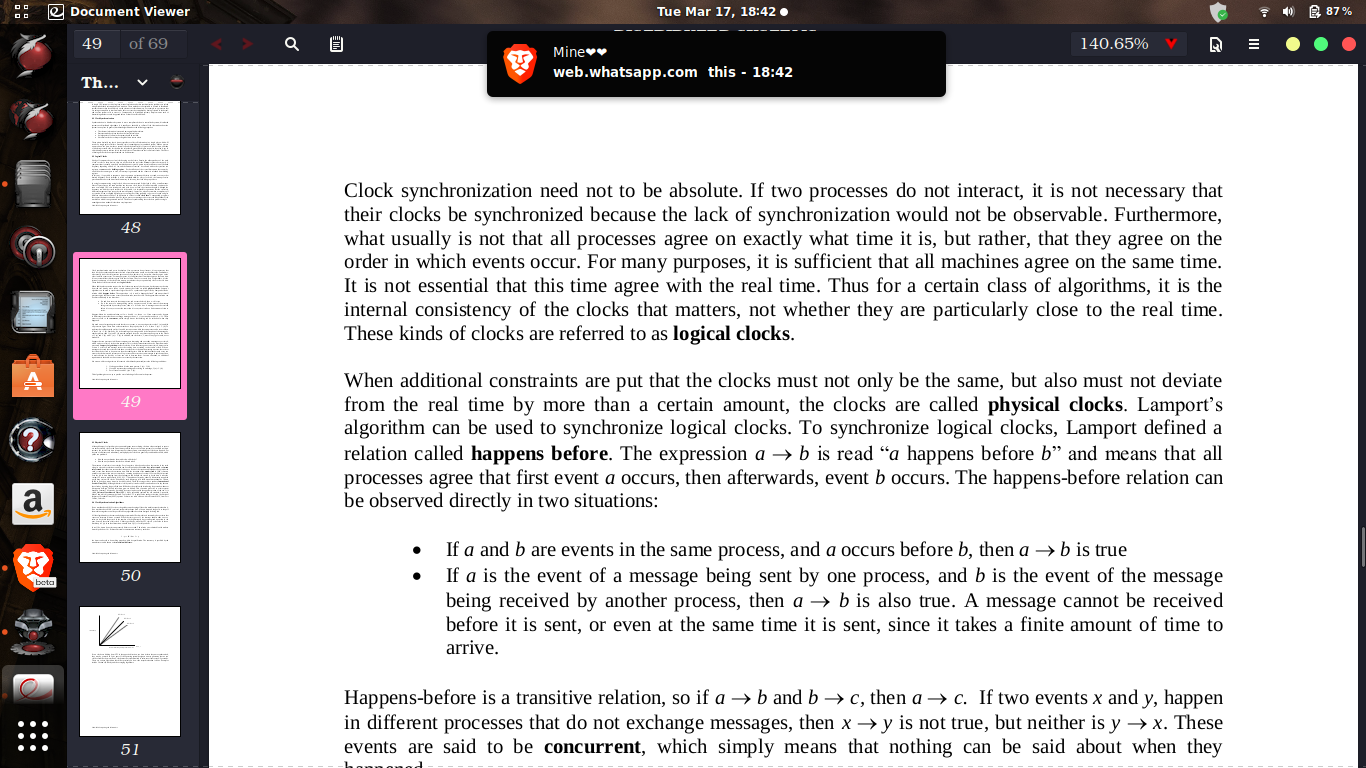 Document Viewer
Tue Mar 17, 18:42
87 %
49
of 69
140.65%
Mine❤❤
web.whatsapp.com this - 18:42
Th...
48
49
50
51
beta
Clock synchronization need not to be absolute. If two processes do not interact, it is not necessary that
their clocks be synchronized because the lack of synchronization would not be observable. Furthermore,
what usually is not that all processes agree on exactly what time it is, but rather, that they agree on the
order in which events occur. For many purposes, it is sufficient that all machines agree on the same time.
It is not essential that this time agree with the real time. Thus for a certain class of algorithms, it is the
internal consistency of the clocks that matters, not whether they are particularly close to the real time.
These kinds of clocks are referred to as logical clocks.
When additional constraints are put that the clocks must not only be the same, but also must not deviate
from the real time by more than a certain amount, the clocks are called physical clocks. Lamport’s
algorithm can be used to synchronize logical clocks. To synchronize logical clocks, Lamport defined a
relation called happens before. The expression a → b is read “a happens before b” and means that all
processes agree that first event a occurs, then afterwards, event b occurs. The happens-before relation can
be observed directly in two situations:
• If a and b are events in the same process, and a occurs before b, then a → b is true
• If a is the event of a message being sent by one process, and b is the event of the message
being received by another process, then a → b is also true. A message cannot be received
before it is sent, or even at the same time it is sent, since it takes a finite amount of time to
arrive.
Happens-before is a transitive relation, so if a → b and b → c, then a → c. If two events x and y, happen
in different processes that do not exchange messages, then x → y is not true, but neither is y → x. These
events are said to be concurrent, which simply means that nothing can be said about when they